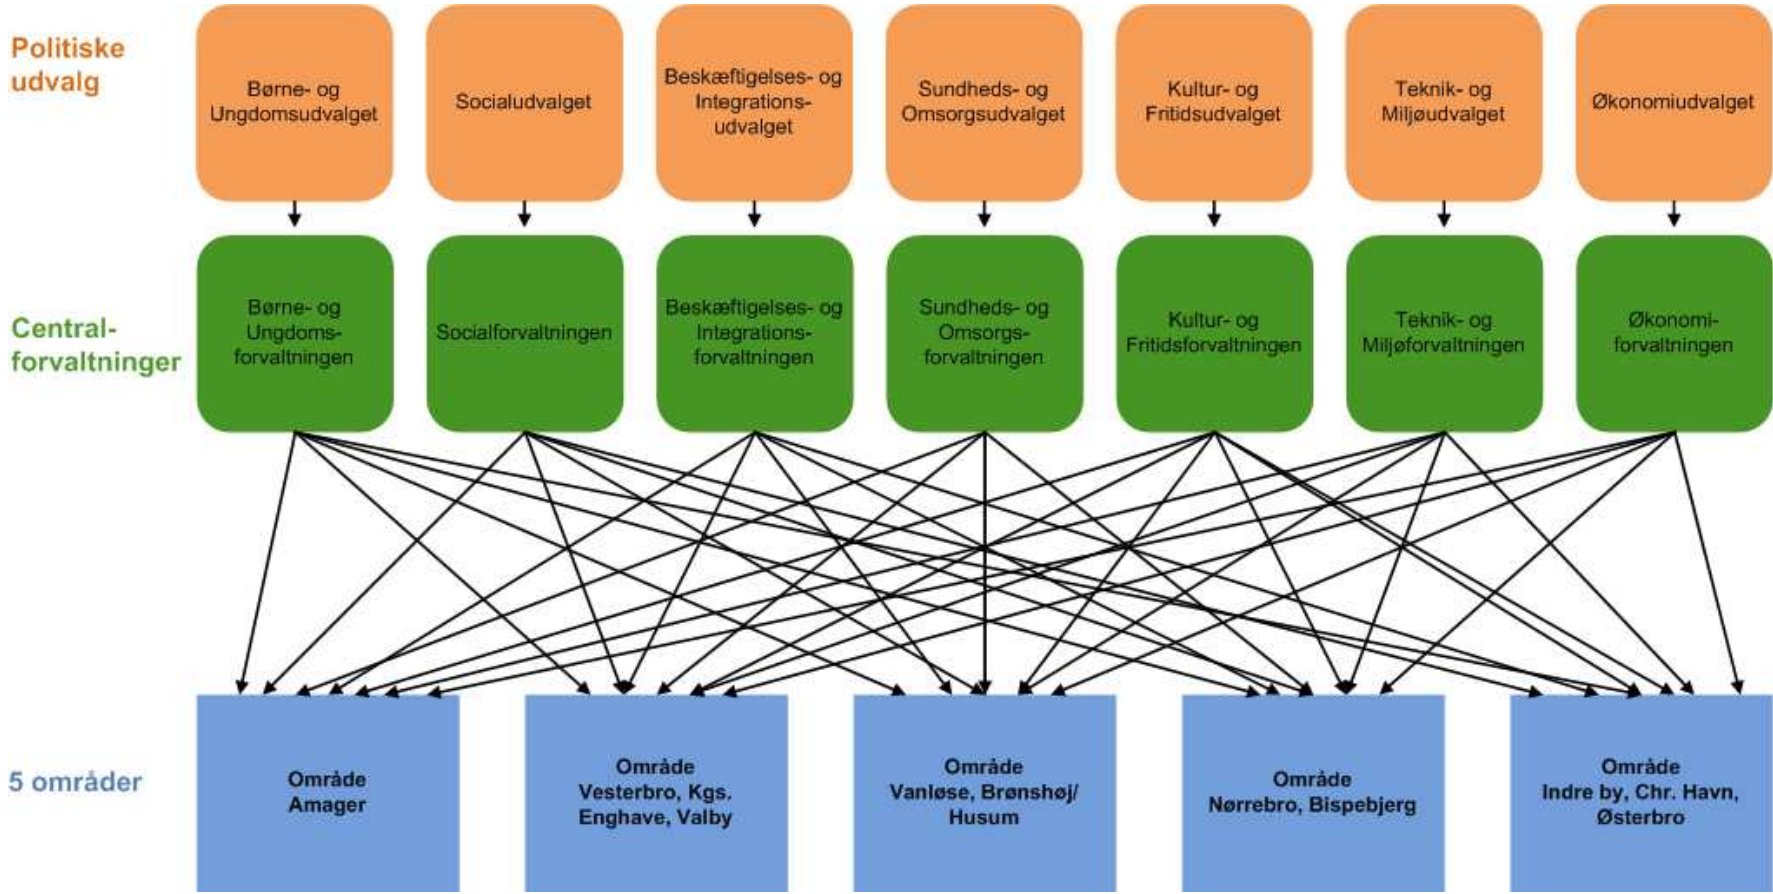 Politiske
udvalg
Børne- og
Ungdomsudvalget
Socialudvalget
Beskæftigelses- og
Integrations-
udvalget
Sundheds- og
Omsorgsudvalget
Kultur- og
Fritidsudvalget
Teknik- og
Miljøudvalget
Økonomiudvalget
Central-
forvaltninger
Børne- og
Ungdoms-
forvaltningen
Socialforvaltningen
Beskæftigelses- og
Integrations-
forvaltningen
Sundheds- og
Omsorgs-
forvaltningen
Kultur- og
Fritidsforvaltningen
Teknik- og
Miljøforvaltningen
Økonomi-
forvaltningen
5 områder
Område
Amager
Område
Vesterbro, Kgs.
Enghave, Valby
Område
Vanløse, Brønshøj/
Husum
Område
Nørrebro, Bispebjerg
Område
Indre by, Chr. Havn,
Østerbro